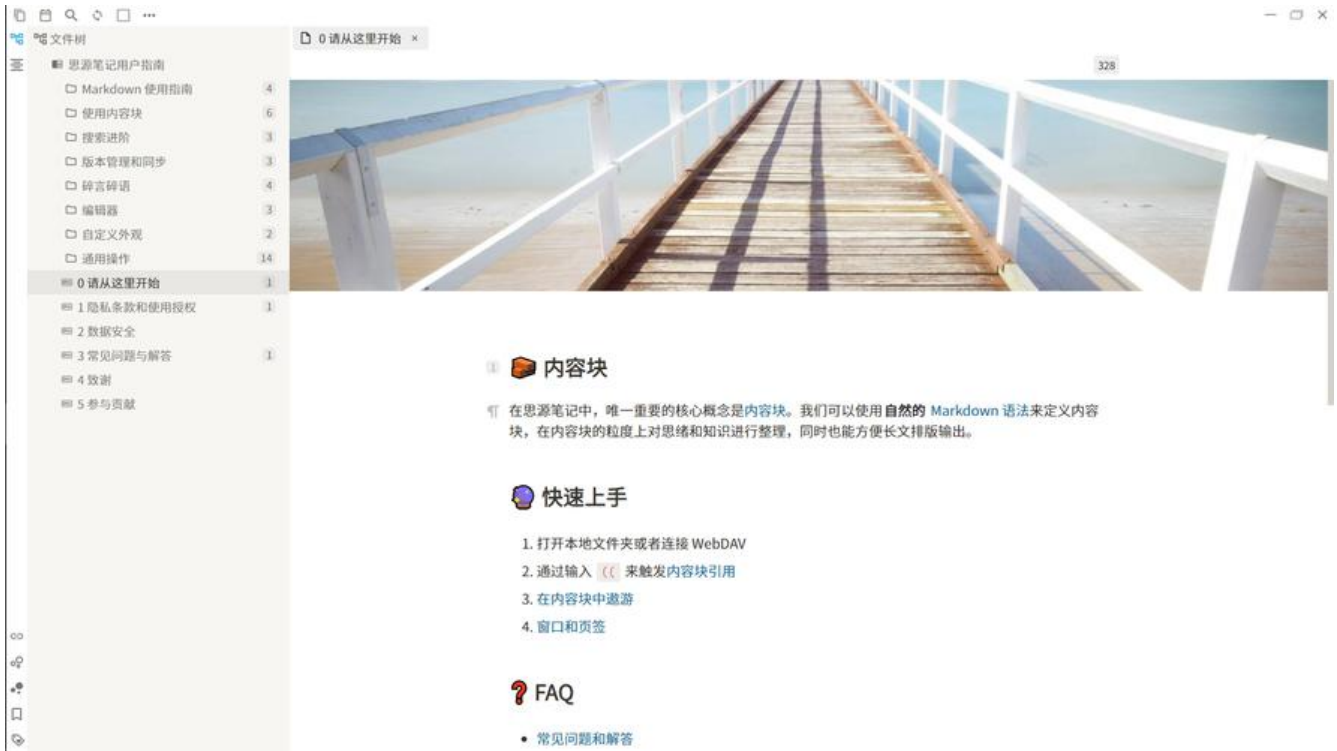 文件树
0 请从这里开始 ×
思源笔记用户指南
328
Markdown 使用指南 4
使用内容块 6
搜索进阶 3
版本管理和同步 3
碎言碎语 4
编辑器 3
自定义外观 2
通用操作 14
0 请从这里开始 1
1 隐私条款和使用授权 1
2 数据安全
3 常见问题与解答 1
4 致谢
5 参与贡献
1 内容块
在思源笔记中，唯一重要的核心概念是内容块。我们可以使用自然的 Markdown 语法来定义内容
块，在内容块的粒度上对思绪和知识进行整理，同时也能方便长文排版输出。
快速上手
1. 打开本地文件夹或者连接 WebDAV
2. 通过输入 (( 来触发内容块引用
3. 在内容块中遨游
4. 窗口和页签
FAQ
• 常见问题和解答